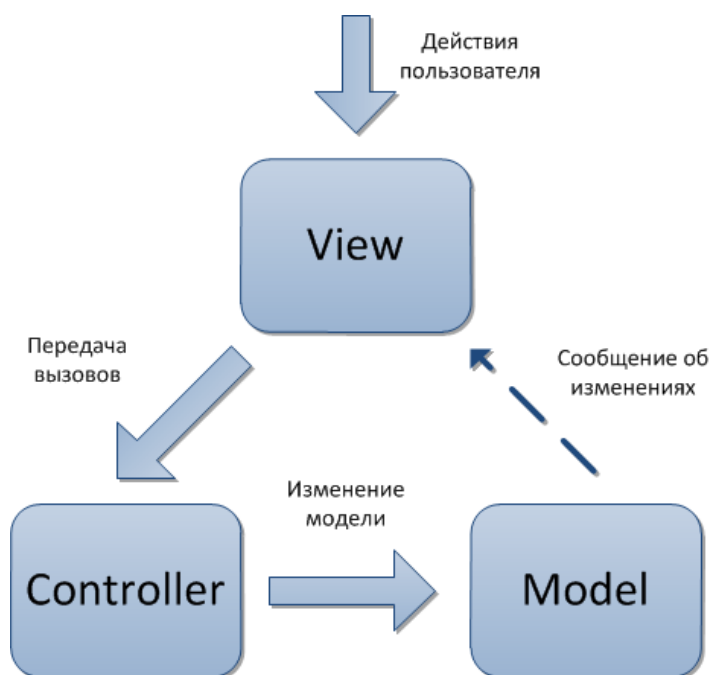 Действия
пользователя
View
Передача
вызовов
Сообщение об
изменениях
Изменение
модели
Controller
Model